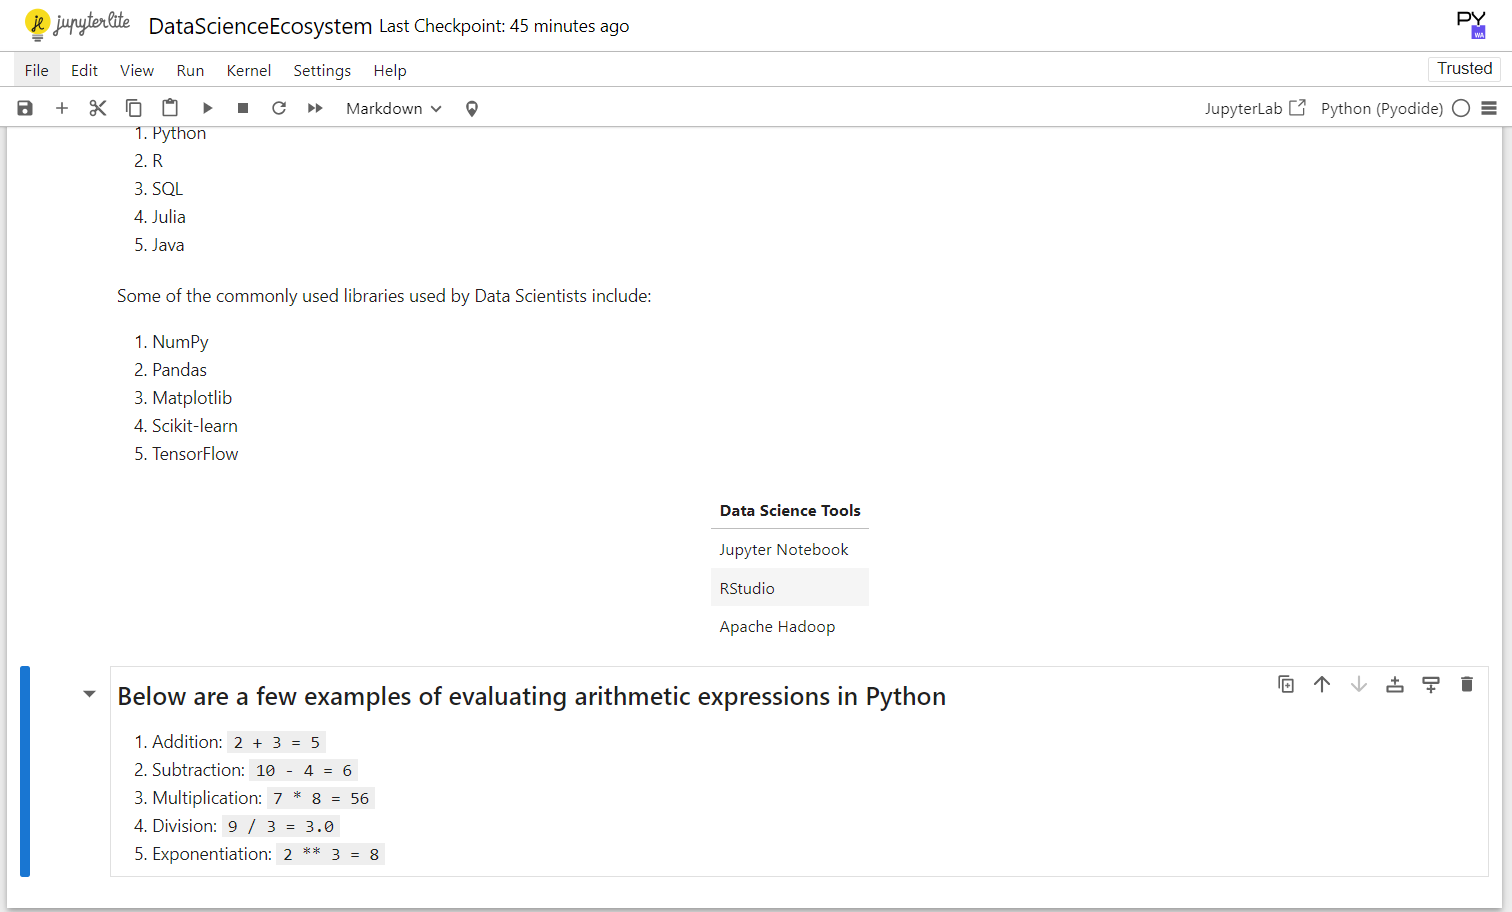 jupyterlite DataScienceEcosystem Last Checkpoint: 45 minutes ago
PY
WA
File Edit View Run Kernel Settings Help
Trusted
Markdown
JupyterLab Python (Pyodide)
1. Python
2. R
3. SQL
4. Julia
5. Java
Some of the commonly used libraries used by Data Scientists include:
1. NumPy
2. Pandas
3. Matplotlib
4. Scikit-learn
5. TensorFlow
Data Science Tools
Jupyter Notebook
RStudio
Apache Hadoop
Below are a few examples of evaluating arithmetic expressions in Python
1. Addition: 2 + 3 = 5
2. Subtraction: 10 - 4 = 6
3. Multiplication: 7 * 8 = 56
4. Division: 9 / 3 = 3.0
5. Exponentiation: 2 ** 3 = 8